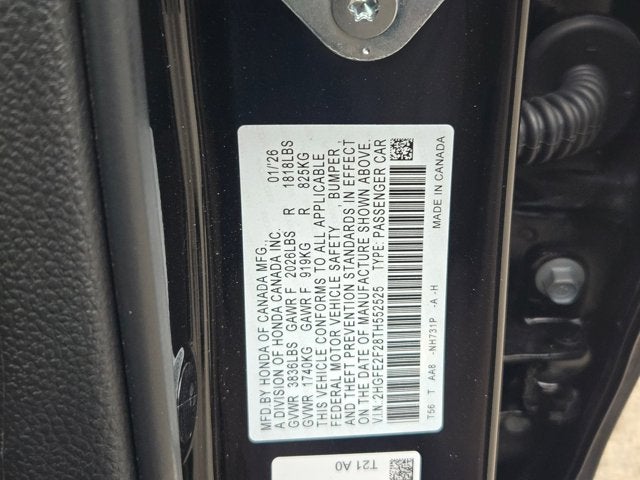 MFD.BY HONDA OF CANADA MFG. 01/'26
A DIVISION OF HONDA CANADA INC.
GVWR 3836LBS GAWR F 2026LBS R 1818LBS
GVWR 1740KG GAWR F 919KG R 825KG
THIS VEHICLE CONFORMS TO ALL APPLICABLE
FEDERAL MOTOR VEHICLE SAFETY BUMPER,
AND THEFT PREVENTION STANDARDS IN EFFECT
ON THE DATE OF MANUFACTURE SHOWN ABOVE.
V.I.N. 2HGFE2F28TH552525 TYPE: PASSENGER CAR
T56 T AA8 -NH731P -A -H MADE IN CANADA
T21 A0